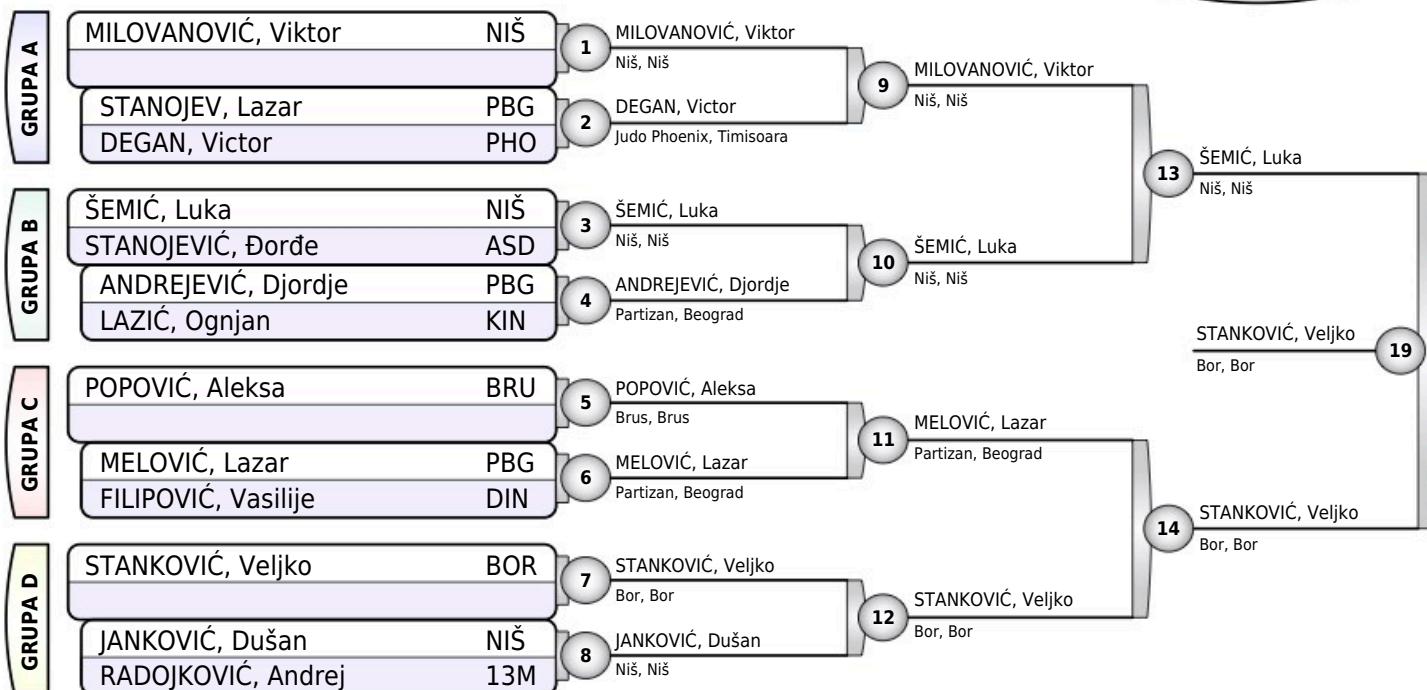 GRUPA A
MILOVANOVIĆ, Viktor NIŠ
STANOJEV, Lazar PBG
DEGAN, Victor PHO
1
MILOVANOVIĆ, Viktor
Niš, Niš
2
DEGAN, Victor
Judo Phoenix, Timisoara
9
MILOVANOVIĆ, Viktor
Niš, Niš
GRUPA B
ŠEMIĆ, Luka NIŠ
STANOJEVIĆ, Đorđe ASD
ANDREJEVIĆ, Djordje PBG
LAZIĆ, Ognjan KIN
3
ŠEMIĆ, Luka
Niš, Niš
4
ANDREJEVIĆ, Djordje
Partizan, Beograd
10
ŠEMIĆ, Luka
Niš, Niš
13
ŠEMIĆ, Luka
Niš, Niš
GRUPA C
POPOVIĆ, Aleksa BRU
MELOVIĆ, Lazar PBG
FILIPOVIĆ, Vasilije DIN
5
POPOVIĆ, Aleksa
Brus, Brus
6
MELOVIĆ, Lazar
Partizan, Beograd
11
MELOVIĆ, Lazar
Partizan, Beograd
GRUPA D
STANKOVIĆ, Veljko BOR
JANKOVIĆ, Dušan NIŠ
RADOJKOVIĆ, Andrej 13M
7
STANKOVIĆ, Veljko
Bor, Bor
8
JANKOVIĆ, Dušan
Niš, Niš
12
STANKOVIĆ, Veljko
Bor, Bor
14
STANKOVIĆ, Veljko
Bor, Bor
STANKOVIĆ, Veljko
Bor, Bor
19